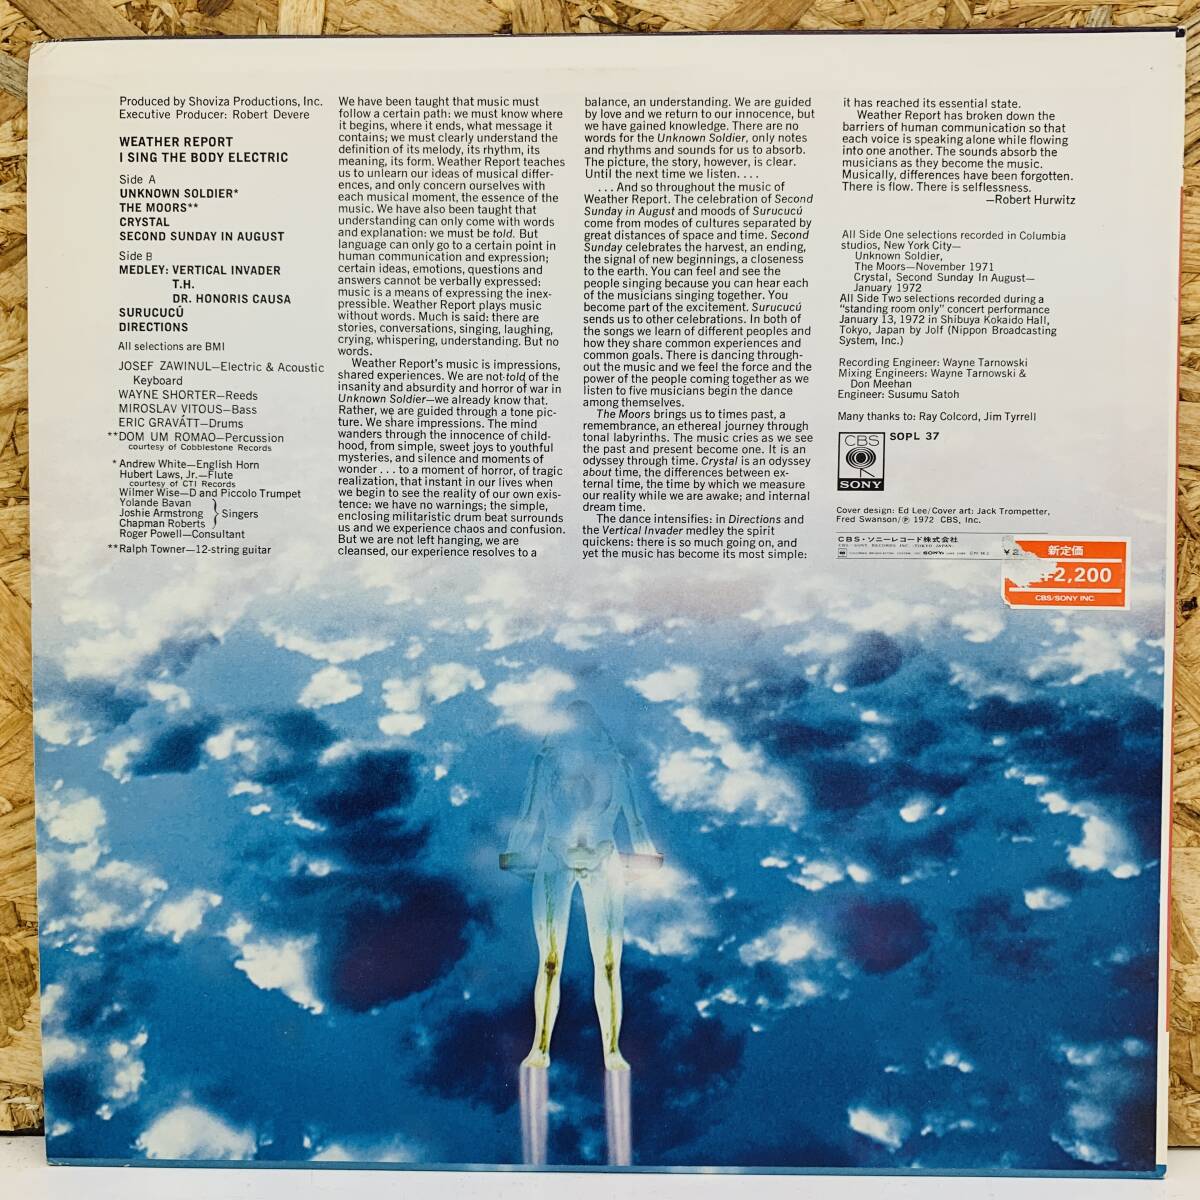 Produced by Shoviza Productions, Inc.
Executive Producer: Robert Devere
WEATHER REPORT
I SING THE BODY ELECTRIC
Side A
UNKNOWN SOLDIER*
THE MOORS**
CRYSTAL
SECOND SUNDAY IN AUGUST
Side B
MEDLEY: VERTICAL INVADER
T.H.
DR. HONORIS CAUSA
SURUCUCÚ
DIRECTIONS
All selections are BMI
JOSEF ZAWINUL—Electric & Acoustic
Keyboard
WAYNE SHORTER—Reeds
MIROSLAV VITOUS—Bass
ERIC GRAVÁTT—Drums
**DOM UM ROMAO—Percussion
courtesy of Cobblestone Records
*Andrew White—English Horn
Hubert Laws, Jr.—Flute
courtesy of CTI Records
Wilmer Wise—D and Piccolo Trumpet
Yolande Bavan
Joshie Armstrong } Singers
Chapman Roberts
Roger Powell—Consultant
**Ralph Towner—12-string guitar
We have been taught that music must
follow a certain path: we must know where
it begins, where it ends, what message it
contains; we must clearly understand the
definition of its melody, its rhythm, its
meaning, its form. Weather Report teaches
us to unlearn our ideas of musical differ-
ences, and only concern ourselves with
each musical moment, the essence of the
music. We have also been taught that
understanding can only come with words
and explanation: we must be told. But
language can only go to a certain point in
human communication and expression;
certain ideas, emotions, questions and
answers cannot be verbally expressed:
music is a means of expressing the inex-
pressible. Weather Report plays music
without words. Much is said: there are
stories, conversations, singing, laughing,
crying, whispering, understanding. But no
words.
Weather Report's music is impressions,
shared experiences. We are not told of the
insanity and absurdity and horror of war in
Unknown Soldier—we already know that.
Rather, we are guided through a tone pic-
ture. We share impressions. The mind
wanders through the innocence of child-
hood, from simple, sweet joys to youthful
mysteries, and silence and moments of
wonder . . . to a moment of horror, of tragic
realization, that instant in our lives when
we begin to see the reality of our own exis-
tence: we have no warnings; the simple,
enclosing militaristic drum beat surrounds
us and we experience chaos and confusion.
But we are not left hanging, we are
cleansed, our experience resolves to a
balance, an understanding. We are guided
by love and we return to our innocence, but
we have gained knowledge. There are no
words for the Unknown Soldier, only notes
and rhythms and sounds for us to absorb.
The picture, the story, however, is clear.
Until the next time we listen. . . .
. . . And so throughout the music of
Weather Report. The celebration of Second
Sunday in August and moods of Surucucú
come from modes of cultures separated by
great distances of space and time. Second
Sunday celebrates the harvest, an ending,
the signal of new beginnings, a closeness
to the earth. You can feel and see the
people singing because you can hear each
of the musicians singing together. You
become part of the excitement. Surucucú
sends us to other celebrations. In both of
the songs we learn of different peoples and
how they share common experiences and
common goals. There is dancing through-
out the music and we feel the force and the
power of the people coming together as we
listen to five musicians begin the dance
among themselves.
The Moors brings us to times past, a
remembrance, an ethereal journey through
tonal labyrinths. The music cries as we see
the past and present become one. It is an
odyssey through time. Crystal is an odyssey
about time, the differences between ex-
ternal time, the time by which we measure
our reality while we are awake; and internal
dream time.
The dance intensifies: in Directions and
the Vertical Invader medley the spirit
quickens: there is so much going on, and
yet the music has become its most simple:
it has reached its essential state.
Weather Report has broken down the
barriers of human communication so that
each voice is speaking alone while flowing
into one another. The sounds absorb the
musicians as they become the music.
Musically, differences have been forgotten.
There is flow. There is selflessness.
—Robert Hurwitz
All Side One selections recorded in Columbia
studios, New York City—
Unknown Soldier,
The Moors—November 1971
Crystal, Second Sunday In August—
January 1972
All Side Two selections recorded during a
"standing room only" concert performance
January 13, 1972 in Shibuya Kokaido Hall,
Tokyo, Japan by Jolf (Nippon Broadcasting
System, Inc.)
Recording Engineer: Wayne Tarnowski
Mixing Engineers: Wayne Tarnowski &
Don Meehan
Engineer: Susumu Satoh
Many thanks to: Ray Colcord, Jim Tyrrell
CBS
SONY
SOPL 37
Cover design: Ed Lee/Cover art: Jack Trompetter,
Fred Swanson/℗ 1972 CBS, Inc.
CBS・ソニーレコード株式会社
CBS SONY RECORDS INC. TOKYO JAPAN
¥2,
新定価
¥2,200
CBS/SONY INC.